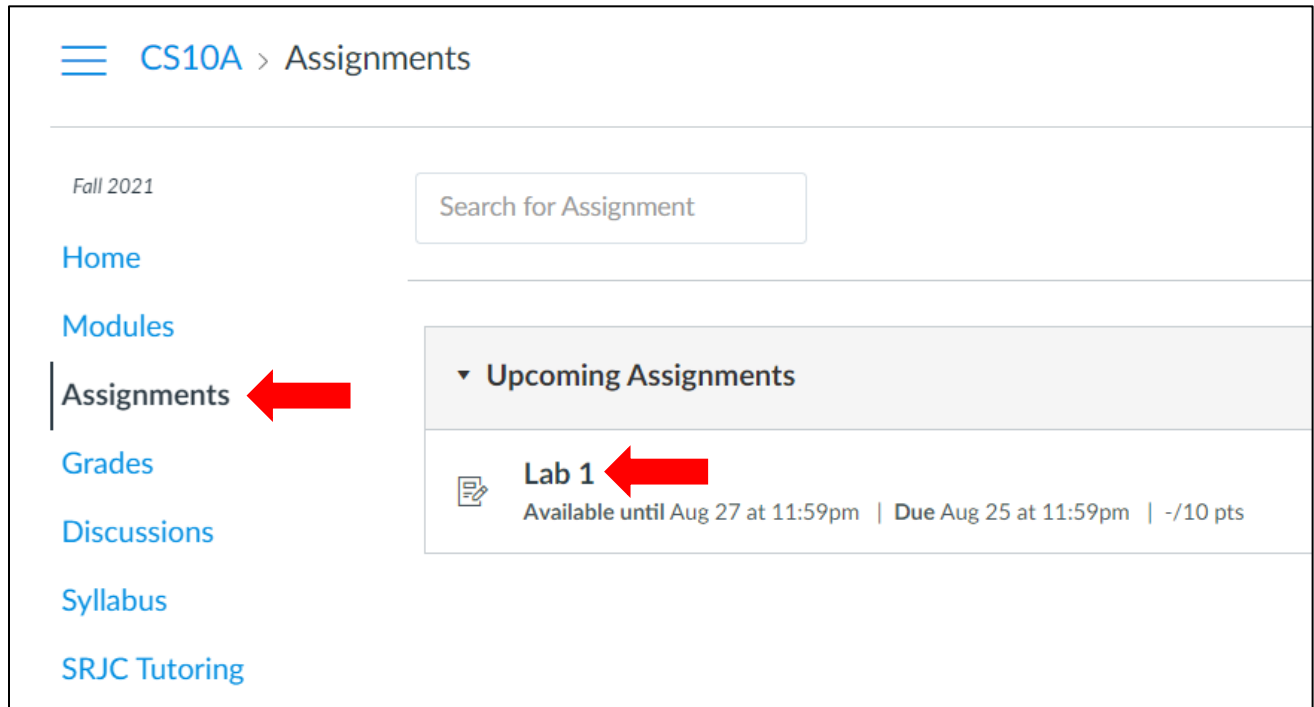 CS10A > Assignments
Fall 2021
Home
Modules
Assignments
Grades
Discussions
Syllabus
SRJC Tutoring
Search for Assignment
Upcoming Assignments
Lab 1
Available until Aug 27 at 11:59pm | Due Aug 25 at 11:59pm | -/10 pts